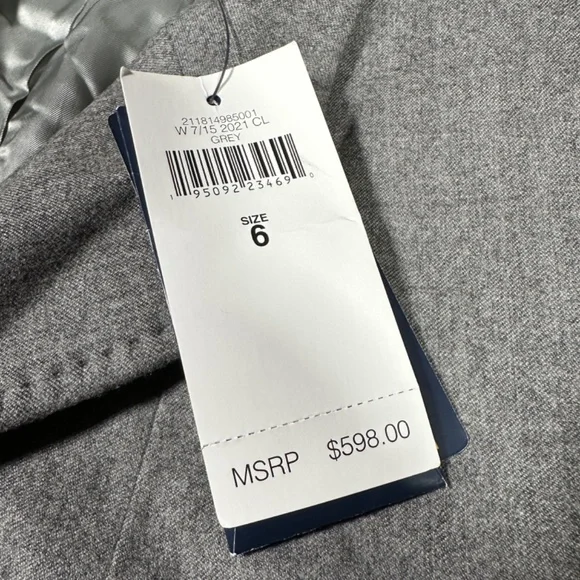 211814985001
W 7/15 2021 CL
GREY
1 95092 23469 0
SIZE
6
MSRP $598.00